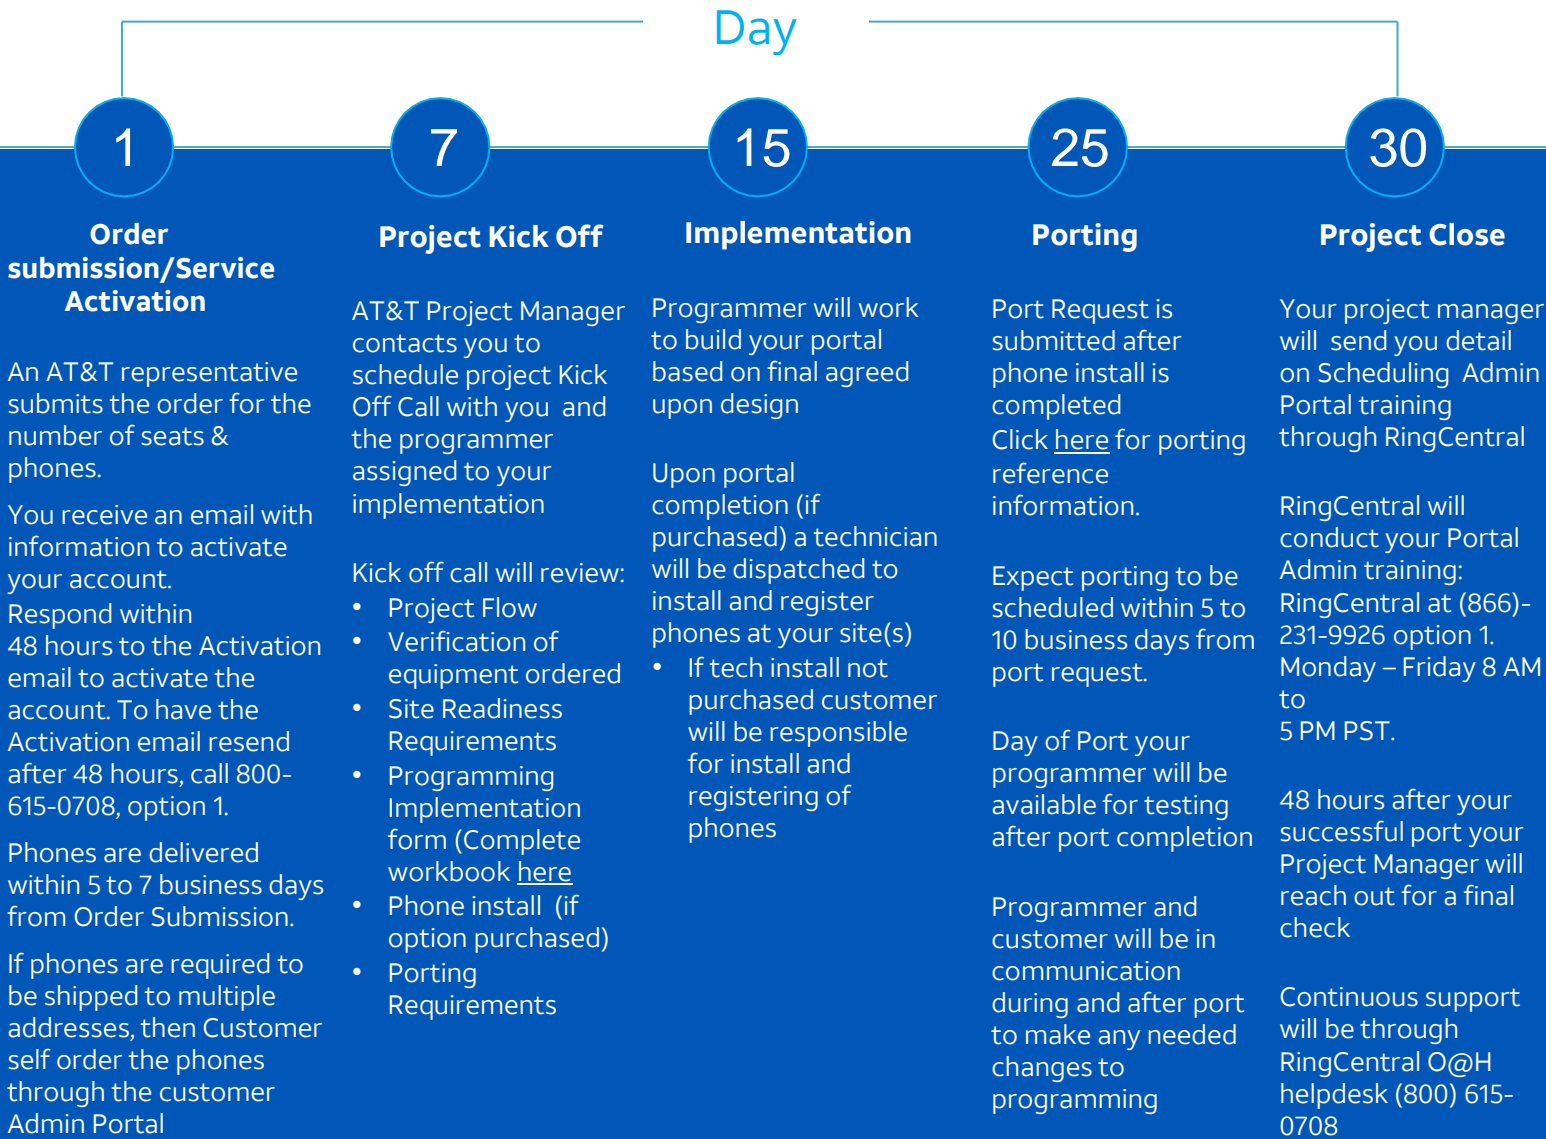 Day
1
7
15
25
30
Order
submission/Service
Activation
An AT&T representative
submits the order for the
number of seats &
phones.
You receive an email with
information to activate
your account.
Respond within
48 hours to the Activation
email to activate the
account. To have the
Activation email resend
after 48 hours, call 800-
615-0708, option 1.
Phones are delivered
within 5 to 7 business days
from Order Submission.
If phones are required to
be shipped to multiple
addresses, then Customer
self order the phones
through the customer
Admin Portal
Project Kick Off
AT&T Project Manager
contacts you to
schedule project Kick
Off Call with you and
the programmer
assigned to your
implementation
Kick off call will review:
• Project Flow
• Verification of
equipment ordered
• Site Readiness
Requirements
• Programming
Implementation
form (Complete
workbook here
• Phone install (if
option purchased)
• Porting
Requirements
Implementation
Programmer will work
to build your portal
based on final agreed
upon design
Upon portal
completion (if
purchased) a technician
will be dispatched to
install and register
phones at your site(s)
• If tech install not
purchased customer
will be responsible
for install and
registering of
phones
Porting
Port Request is
submitted after
phone install is
completed
Click here for porting
reference
information.
Expect porting to be
scheduled within 5 to
10 business days from
port request.
Day of Port your
programmer will be
available for testing
after port completion
Programmer and
customer will be in
communication
during and after port
to make any needed
changes to
programming
Project Close
Your project manager
will send you detail
on Scheduling Admin
Portal training
through RingCentral
RingCentral will
conduct your Portal
Admin training:
RingCentral at (866)-
231-9926 option 1.
Monday – Friday 8 AM
to
5 PM PST.
48 hours after your
successful port your
Project Manager will
reach out for a final
check
Continuous support
will be through
RingCentral O@H
helpdesk (800) 615-
0708